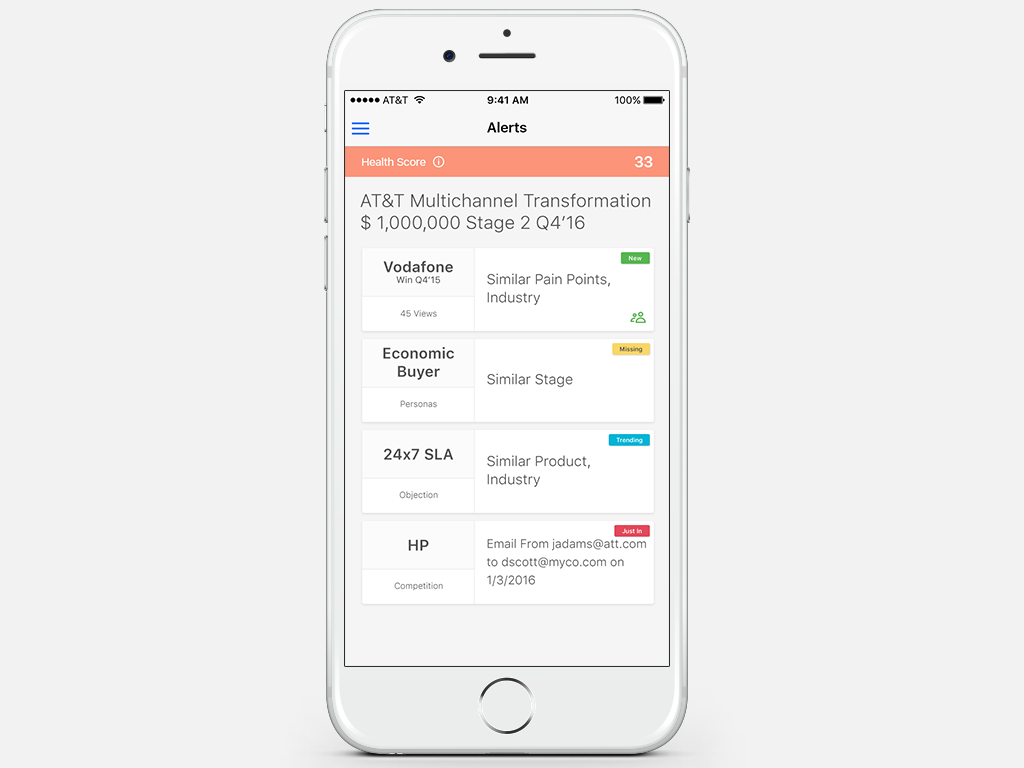 AT&T 9:41 AM 100%
Alerts
Health Score 33
AT&T Multichannel Transformation
$ 1,000,000 Stage 2 Q4’16
Vodafone
Win Q4’15
45 Views
New
Similar Pain Points,
Industry
Economic
Buyer
Personas
Missing
Similar Stage
24x7 SLA
Objection
Trending
Similar Product,
Industry
HP
Competition
Just In
Email From jadams@att.com
to dscott@myco.com on
1/3/2016